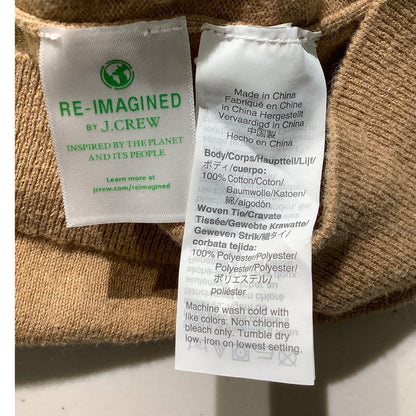 RE-IMAGINED
BY J.CREW
INSPIRED BY THE PLANET
AND ITS PEOPLE.
Learn more at
jcrew.com/reimagined
Made in China
Fabriqué en Chine
in China Hergestellt
Vervaardigd in China
中国製
Hecho en China
Body/Corps/Hauptteil/Lijf/
ボディ/cuerpo:
100% Cotton/Coton/
Baumwolle/Katoen/
綿/algodón
Woven Tie/Cravate
Tissée/Gewebte Krawatte/
Geweven Strik/織タイ/
corbata tejida:
100% Polyester/Polyester/
Polyester/Polyester/
ポリエステル/
poliéster
Machine wash cold with
like colors. Non chlorine
bleach only. Tumble dry
low. Iron on lowest setting.